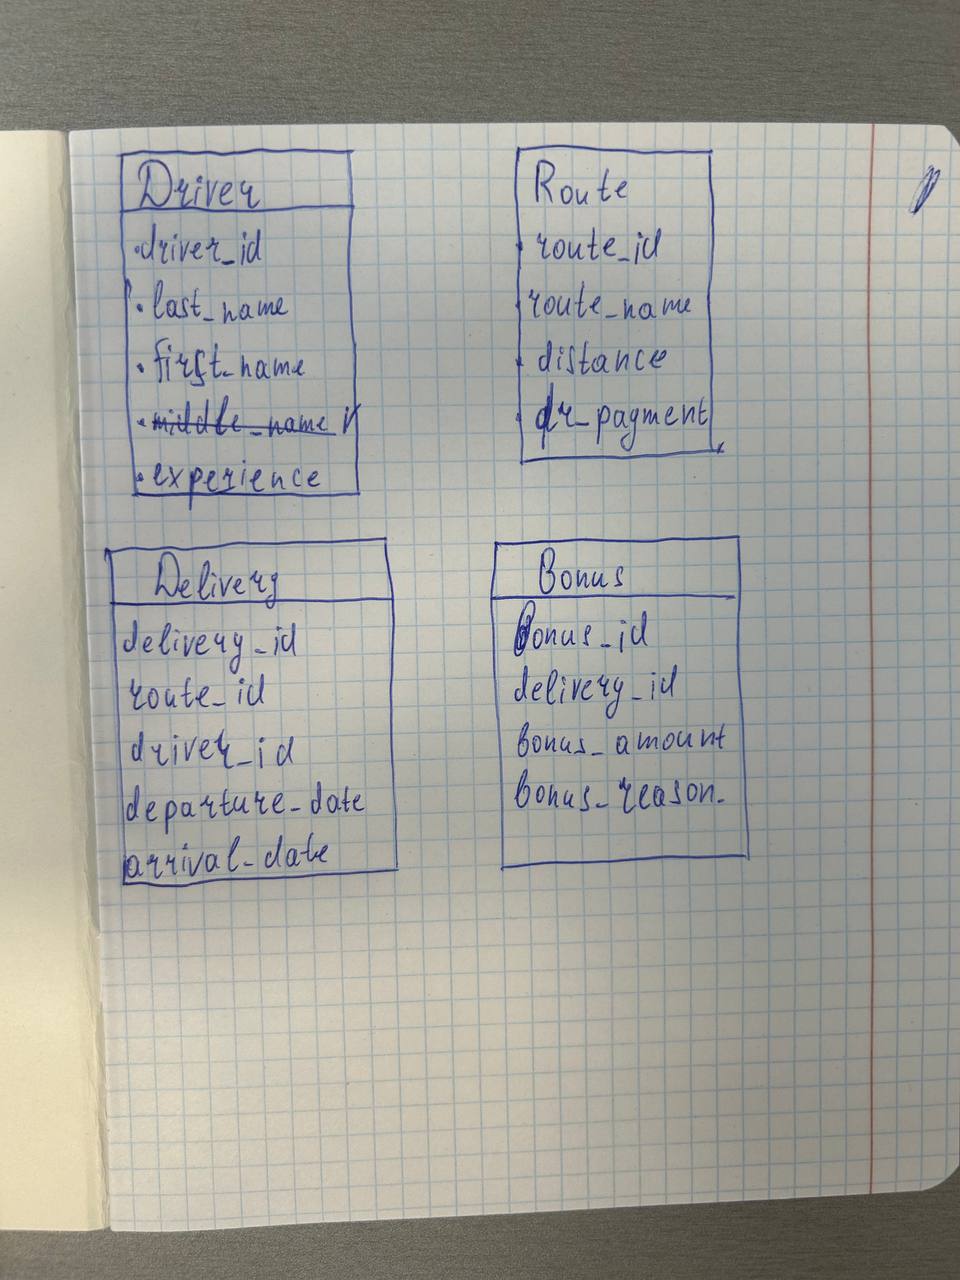 Driver
• driver_id
• last_name
• first_name
• middle_name
• experience
Route
route_id
route_name
distance
dr_payment
Delivery
delivery_id
route_id
driver_id
departure_date
arrival_date
Bonus
bonus_id
delivery_id
bonus_amount
bonus_reason.